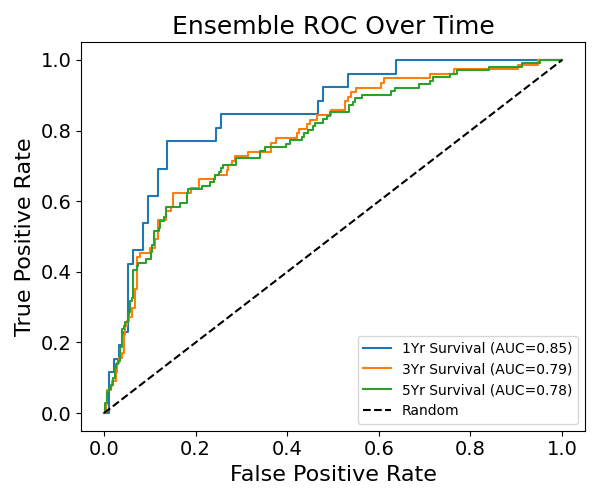 Ensemble ROC Over Time
True Positive Rate
1.0
0.8
0.6
0.4
0.2
0.0
1Yr Survival (AUC=0.85)
3Yr Survival (AUC=0.79)
5Yr Survival (AUC=0.78)
Random
0.0 0.2 0.4 0.6 0.8 1.0
False Positive Rate